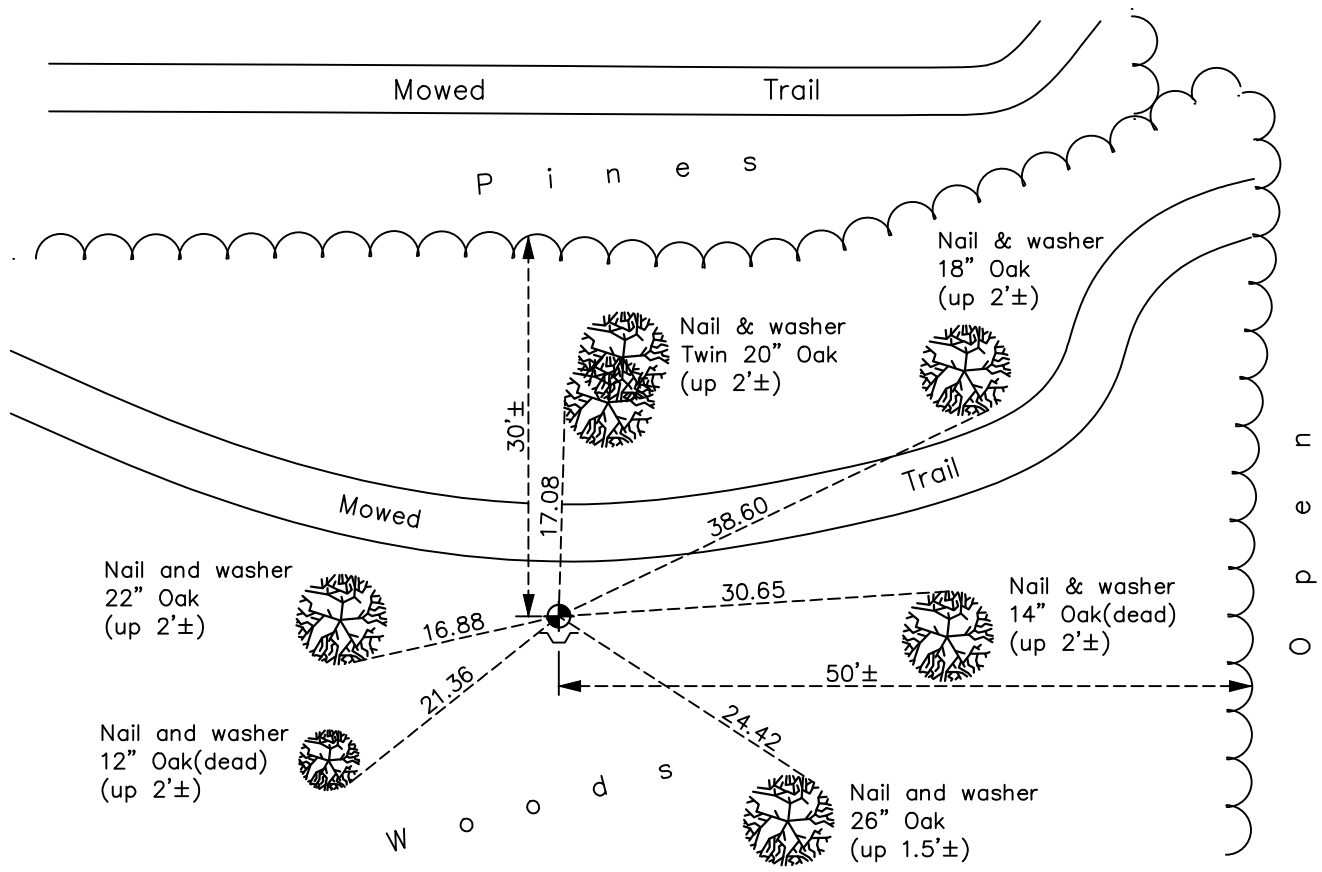 Mowed Trail
P i n e s
Nail & washer
18” Oak
(up 2’±)
Nail & washer
Twin 20” Oak
(up 2’±)
30’±
17.08
38.60
Mowed Trail
Nail and washer
22” Oak
(up 2’±)
16.88
30.65
Nail & washer
14” Oak(dead)
(up 2’±)
O p e n
21.36
50’±
24.42
Nail and washer
12” Oak(dead)
(up 2’±)
W o o d s
Nail and washer
26” Oak
(up 1.5’±)